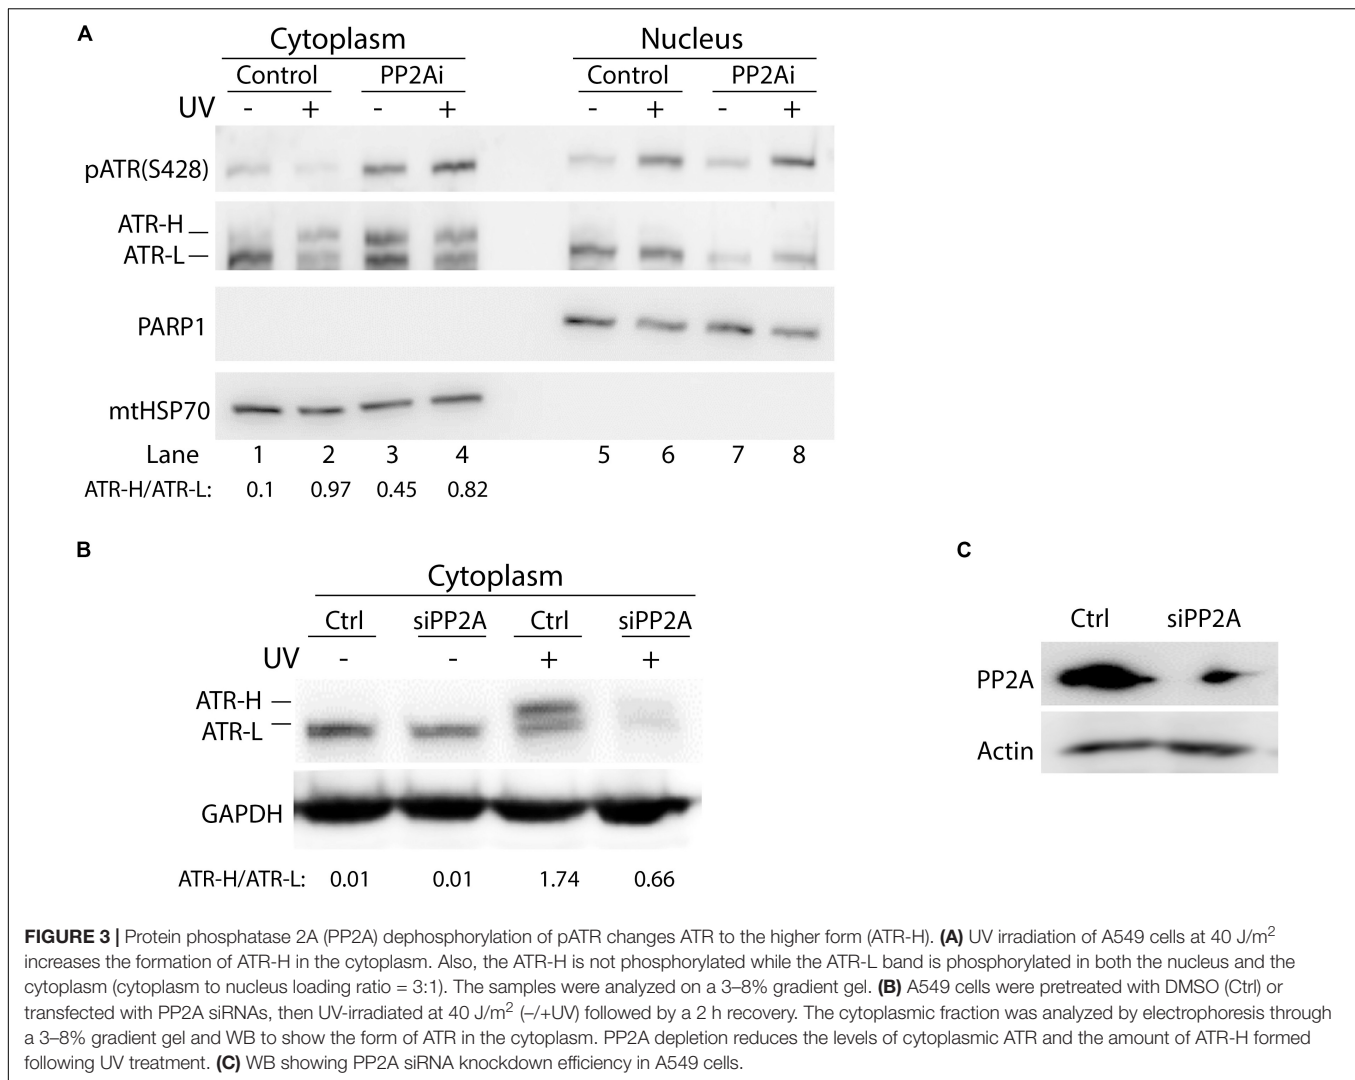 A
Cytoplasm Nucleus
Control PP2Ai Control PP2Ai
UV - + - + - + - +
pATR(S428)
ATR-H
ATR-L
PARP1
mtHSP70
Lane 1 2 3 4 5 6 7 8
ATR-H/ATR-L: 0.1 0.97 0.45 0.82
B
Cytoplasm
Ctrl siPP2A Ctrl siPP2A
UV - - + +
ATR-H
ATR-L
GAPDH
ATR-H/ATR-L: 0.01 0.01 1.74 0.66
C
Ctrl siPP2A
PP2A
Actin
FIGURE 3 | Protein phosphatase 2A (PP2A) dephosphorylation of pATR changes ATR to the higher form (ATR-H). (A) UV irradiation of A549 cells at 40 J/m²
increases the formation of ATR-H in the cytoplasm. Also, the ATR-H is not phosphorylated while the ATR-L band is phosphorylated in both the nucleus and the
cytoplasm (cytoplasm to nucleus loading ratio = 3:1). The samples were analyzed on a 3–8% gradient gel. (B) A549 cells were pretreated with DMSO (Ctrl) or
transfected with PP2A siRNAs, then UV-irradiated at 40 J/m² (–/+UV) followed by a 2 h recovery. The cytoplasmic fraction was analyzed by electrophoresis through
a 3–8% gradient gel and WB to show the form of ATR in the cytoplasm. PP2A depletion reduces the levels of cytoplasmic ATR and the amount of ATR-H formed
following UV treatment. (C) WB showing PP2A siRNA knockdown efficiency in A549 cells.